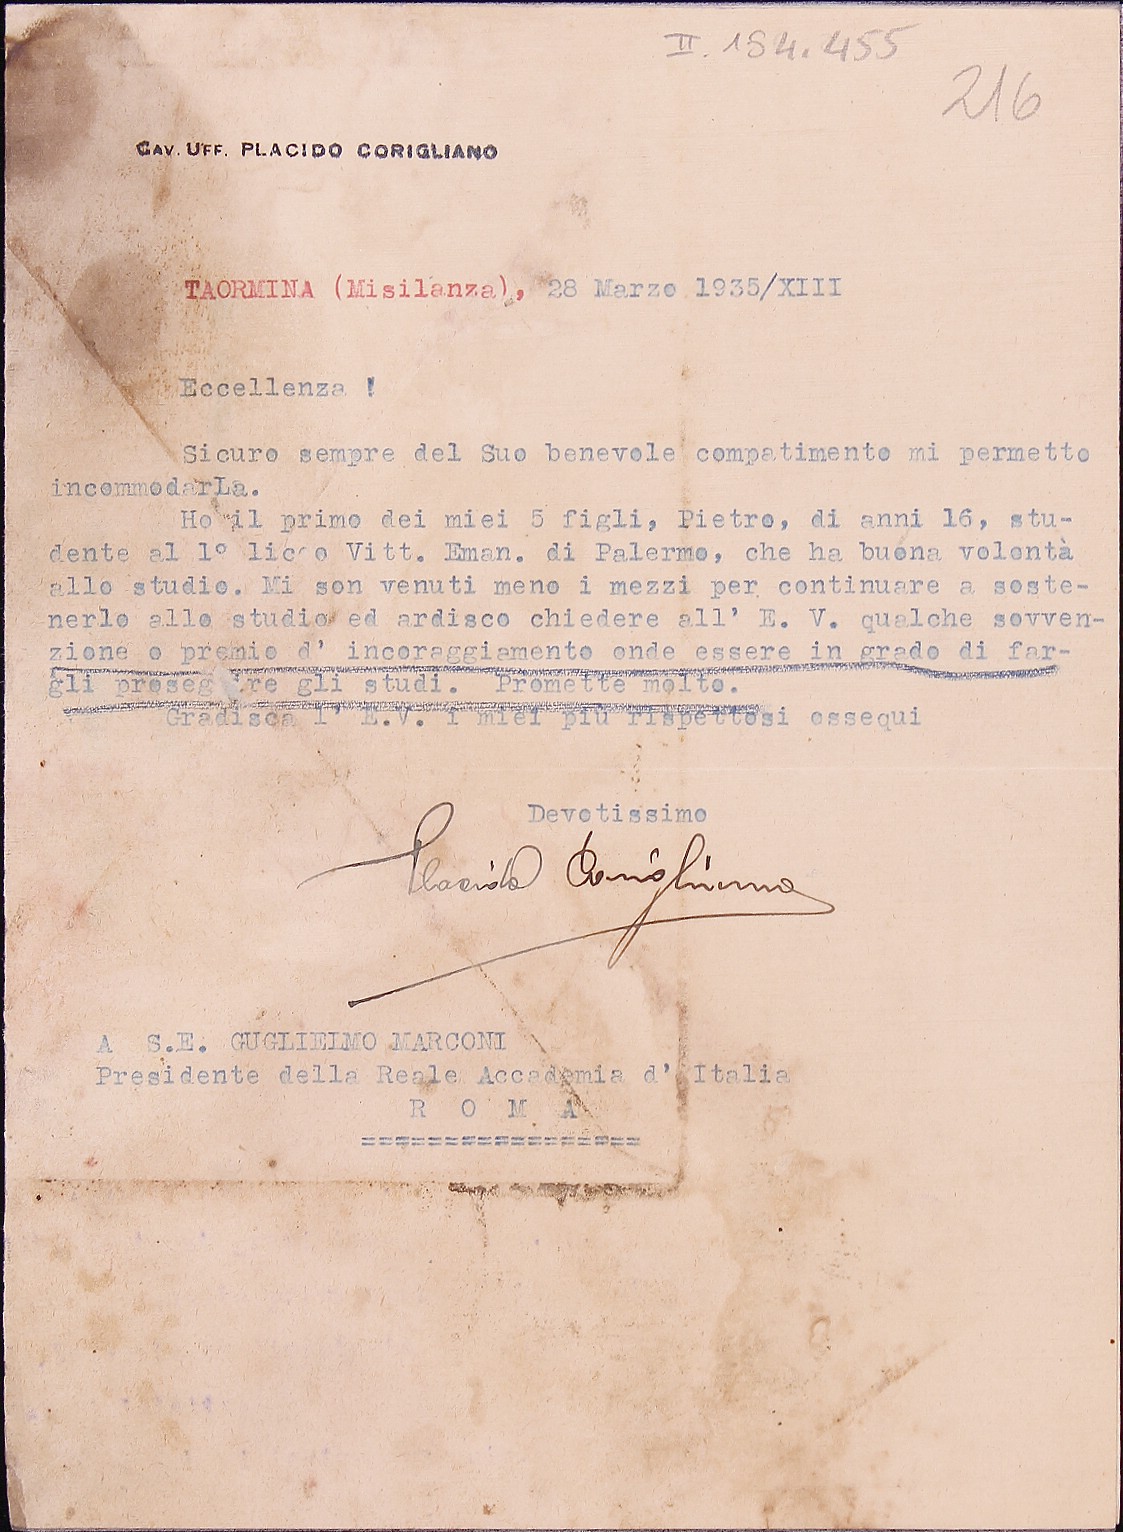 II. 184.455
216
CAV. UFF. PLACIDO CORIGLIANO
TAORMINA (Misilanza), 28 Marzo 1935/XIII
Eccellenza !
Sicuro sempre del Suo benevole compatimento mi permetto
incommodarLa.
Ho il primo dei miei 5 figli, Pietro, di anni 16, stu-
dente al 1° liceo Vitt. Eman. di Palermo, che ha buona volontà
allo studio. Mi son venuti meno i mezzi per continuare a soste-
nerlo allo studio ed ardisco chiedere all' E. V. qualche sovven-
zione o premio d' incoraggiamento onde essere in grado di far-
gli proseguire gli studi. Promette molto.
Gradisca l' E.V. i miei più rispettosi ossequi
Devotissimo
Placido Corigliano
A S.E. GUGLIELMO MARCONI
Presidente della Reale Accademia d' Italia
R O M A
=================